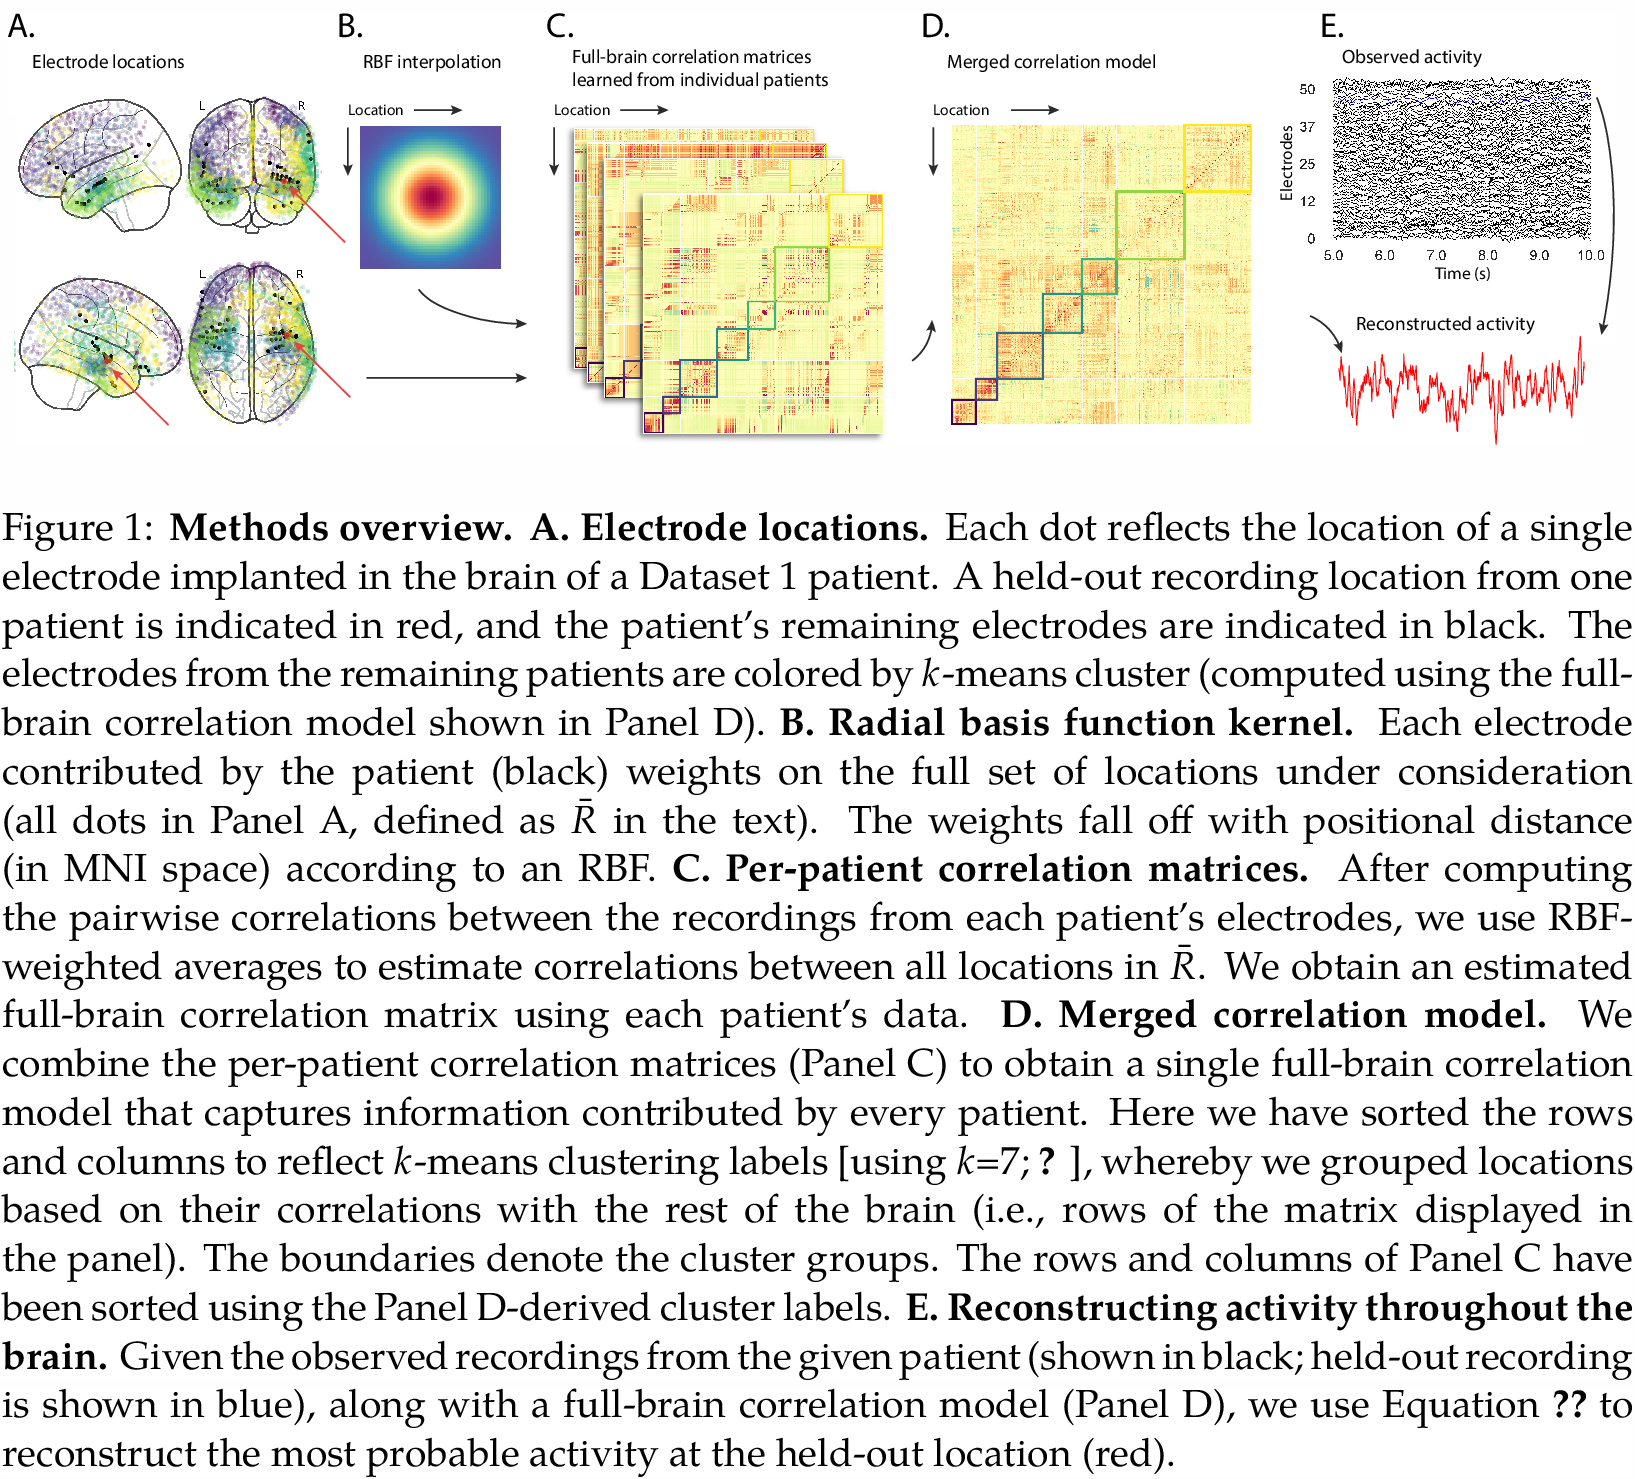 A.
B.
C.
D.
E.
Electrode locations
RBF interpolation
Full-brain correlation matrices
learned from individual patients
Merged correlation model
Observed activity
L
R
Location
Location
Location
50
37
25
12
0
Electrodes
5.0 6.0 7.0 8.0 9.0 10.0
Time (s)
L
R
Reconstructed activity
Figure 1: Methods overview. A. Electrode locations. Each dot reflects the location of a single
electrode implanted in the brain of a Dataset 1 patient. A held-out recording location from one
patient is indicated in red, and the patient’s remaining electrodes are indicated in black. The
electrodes from the remaining patients are colored by k-means cluster (computed using the full-
brain correlation model shown in Panel D). B. Radial basis function kernel. Each electrode
contributed by the patient (black) weights on the full set of locations under consideration
(all dots in Panel A, defined as R̄ in the text). The weights fall off with positional distance
(in MNI space) according to an RBF. C. Per-patient correlation matrices. After computing
the pairwise correlations between the recordings from each patient’s electrodes, we use RBF-
weighted averages to estimate correlations between all locations in R̄. We obtain an estimated
full-brain correlation matrix using each patient’s data. D. Merged correlation model. We
combine the per-patient correlation matrices (Panel C) to obtain a single full-brain correlation
model that captures information contributed by every patient. Here we have sorted the rows
and columns to reflect k-means clustering labels [using k=7; ? ], whereby we grouped locations
based on their correlations with the rest of the brain (i.e., rows of the matrix displayed in
the panel). The boundaries denote the cluster groups. The rows and columns of Panel C have
been sorted using the Panel D-derived cluster labels. E. Reconstructing activity throughout the
brain. Given the observed recordings from the given patient (shown in black; held-out recording
is shown in blue), along with a full-brain correlation model (Panel D), we use Equation ?? to
reconstruct the most probable activity at the held-out location (red).